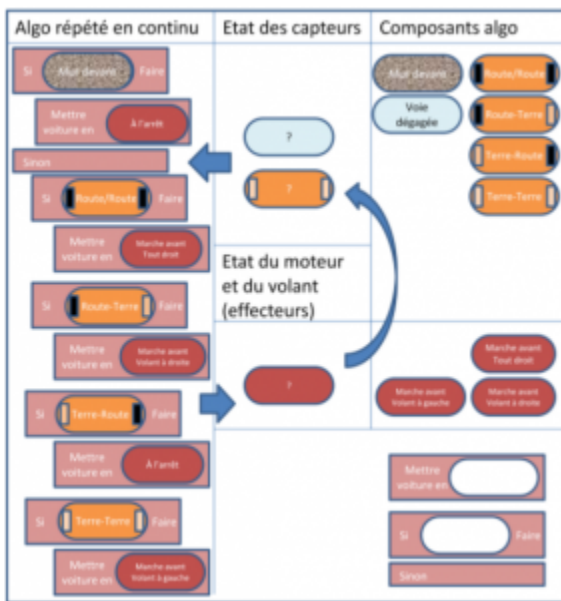 Algo répété en continu
Etat des capteurs
Composants algo
Si Mur devant Faire
Mettre voiture en À l'arrêt
Sinon
Si Route/Route Faire
Mettre voiture en Marche avant Tout droit
Si Route-Terre Faire
Mettre voiture en Marche avant Volant à droite
Si Terre-Route Faire
Mettre voiture en À l'arrêt
Si Terre-Terre Faire
Mettre voiture en Marche avant Volant à gauche
?
?
Etat du moteur
et du volant
(effecteurs)
?
Mur devant
Voie
dégagée
Route/Route
Route-Terre
Terre-Route
Terre-Terre
Marche avant
Tout droit
Marche avant
Volant à gauche
Marche avant
Volant à droite
Mettre
voiture en
Si Faire
Sinon